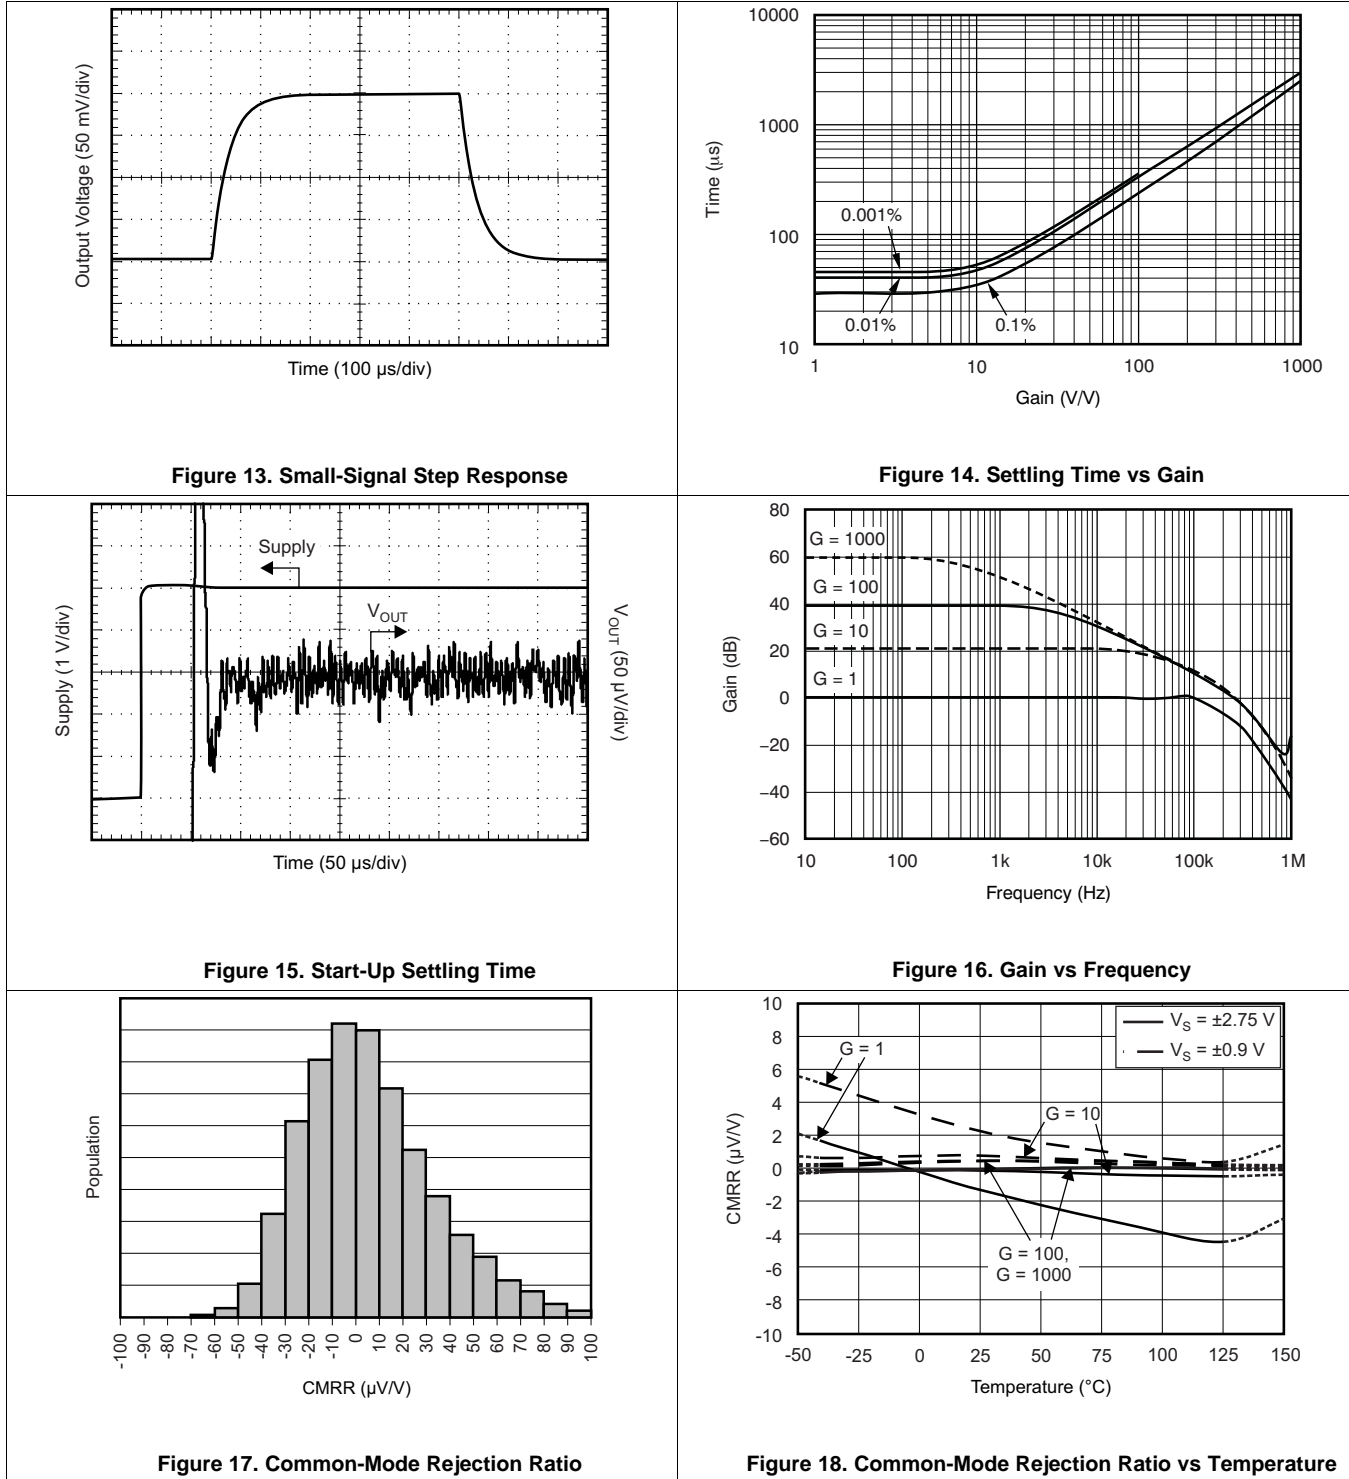 Output Voltage (50 mV/div)
Time (100 µs/div)
Figure 13. Small-Signal Step Response
10000
1000
100
10
Time (µs)
0.001%
0.01%
0.1%
1
10
100
1000
Gain (V/V)
Figure 14. Settling Time vs Gain
Supply (1 V/div)
Supply
VOUT
VOUT (50 µV/div)
Time (50 µs/div)
Figure 15. Start-Up Settling Time
80
60
40
20
0
–20
–40
–60
Gain (dB)
G = 1000
G = 100
G = 10
G = 1
10
100
1k
10k
100k
1M
Frequency (Hz)
Figure 16. Gain vs Frequency
Population
-100
-90
-80
-70
-60
-50
-40
-30
-20
-10
0
10
20
30
40
50
60
70
80
90
100
CMRR (µV/V)
Figure 17. Common-Mode Rejection Ratio
10
8
6
4
2
0
-2
-4
-6
-8
-10
CMRR (µV/V)
VS = ±2.75 V
VS = ±0.9 V
G = 1
G = 10
G = 100,
G = 1000
-50
-25
0
25
50
75
100
125
150
Temperature (°C)
Figure 18. Common-Mode Rejection Ratio vs Temperature